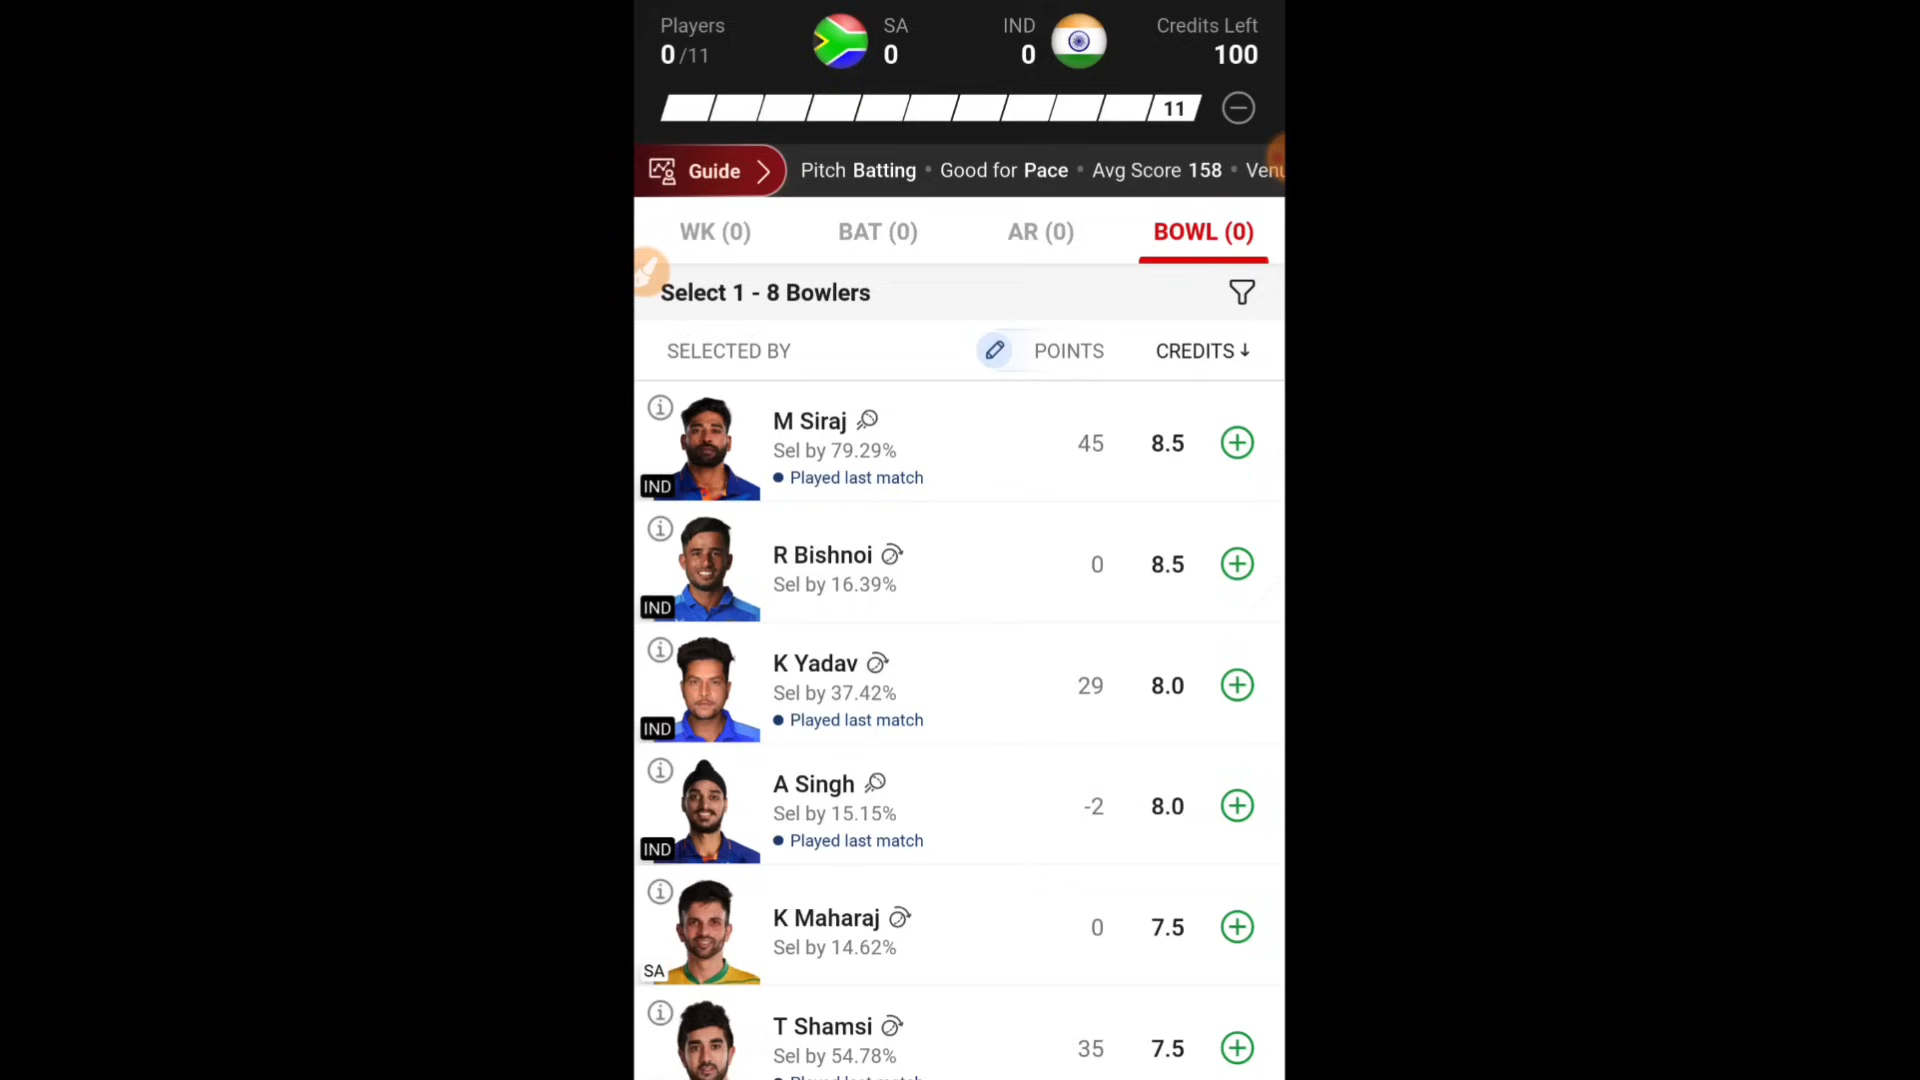 Players
SA
IND
Credits Left
0 /11
0
0
100
11
Guide
Pitch Batting • Good for Pace • Avg Score 158 •
WK (0)
BAT (0)
AR (0)
BOWL (0)
Select 1 - 8 Bowlers
SELECTED BY
POINTS
CREDITS ↓
M Siraj
Sel by 79.29%
Played last match
45
8.5
IND
R Bishnoi
Sel by 16.39%
0
8.5
IND
K Yadav
Sel by 37.42%
Played last match
29
8.0
IND
A Singh
Sel by 15.15%
Played last match
-2
8.0
IND
K Maharaj
Sel by 14.62%
0
7.5
SA
T Shamsi
Sel by 54.78%
35
7.5